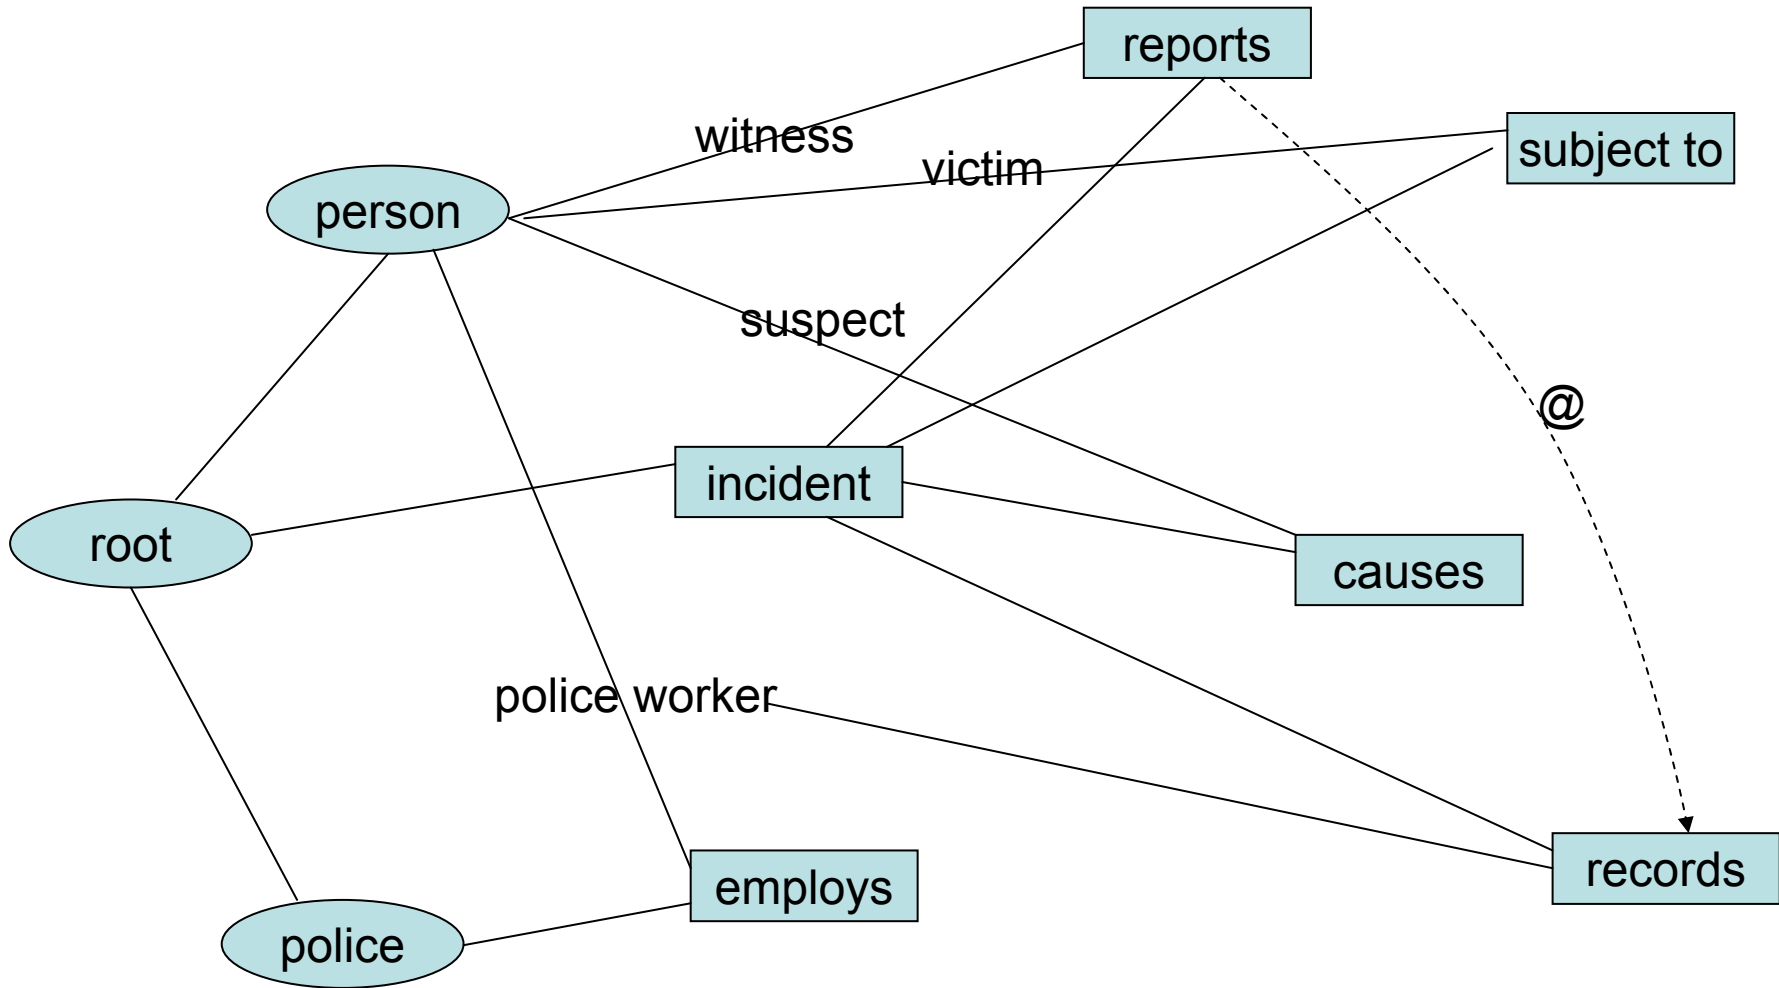 reports
witness
subject to
victim
person
suspect
@
incident
root
causes
police worker
records
employs
police